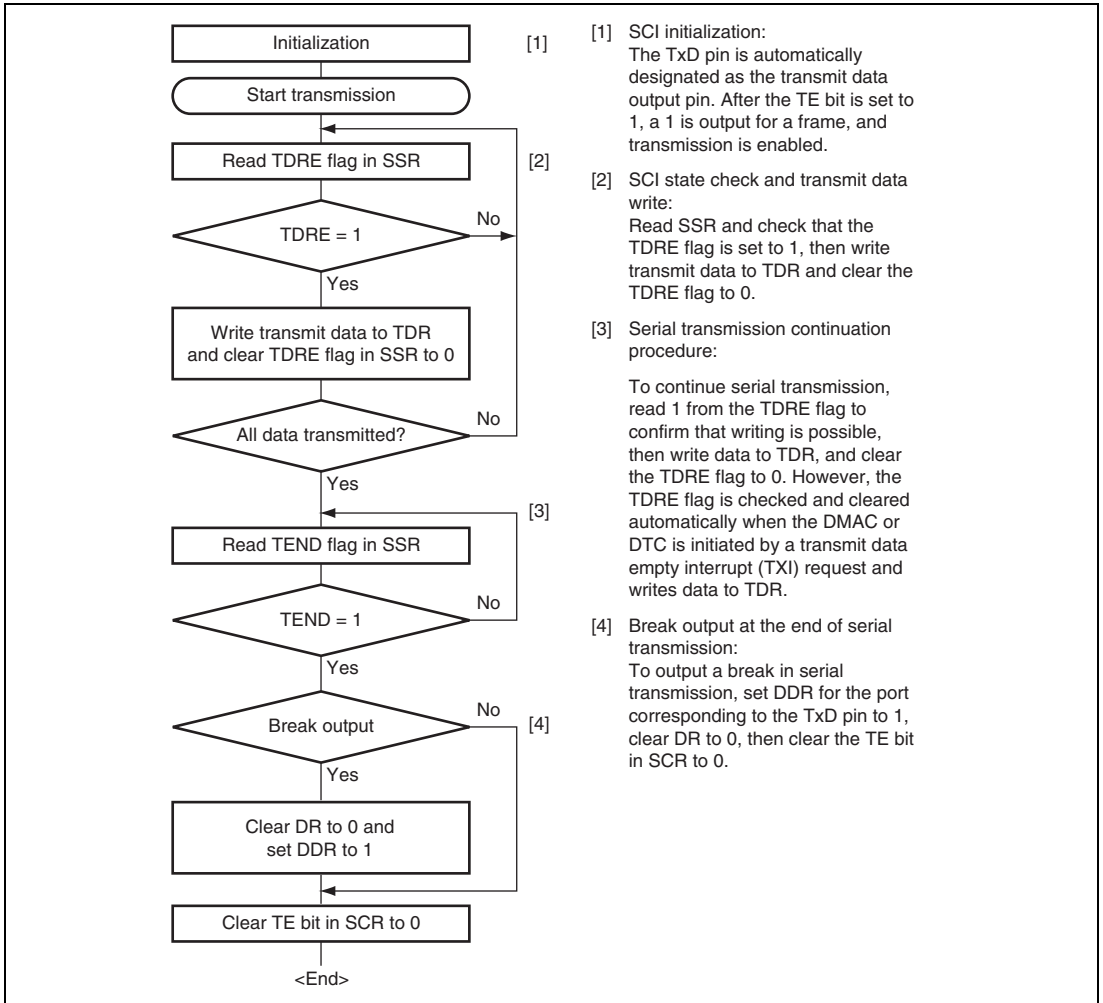 Initialization
[1]
Start transmission
Read TDRE flag in SSR
[2]
TDRE = 1
No
Yes
Write transmit data to TDR
and clear TDRE flag in SSR to 0
All data transmitted?
No
Yes
[3]
Read TEND flag in SSR
TEND = 1
No
Yes
Break output
No
[4]
Yes
Clear DR to 0 and
set DDR to 1
Clear TE bit in SCR to 0
<End>
[1] SCI initialization:
The TxD pin is automatically
designated as the transmit data
output pin. After the TE bit is set to
1, a 1 is output for a frame, and
transmission is enabled.
[2] SCI state check and transmit data
write:
Read SSR and check that the
TDRE flag is set to 1, then write
transmit data to TDR and clear the
TDRE flag to 0.
[3] Serial transmission continuation
procedure:
To continue serial transmission,
read 1 from the TDRE flag to
confirm that writing is possible,
then write data to TDR, and clear
the TDRE flag to 0. However, the
TDRE flag is checked and cleared
automatically when the DMAC or
DTC is initiated by a transmit data
empty interrupt (TXI) request and
writes data to TDR.
[4] Break output at the end of serial
transmission:
To output a break in serial
transmission, set DDR for the port
corresponding to the TxD pin to 1,
clear DR to 0, then clear the TE bit
in SCR to 0.